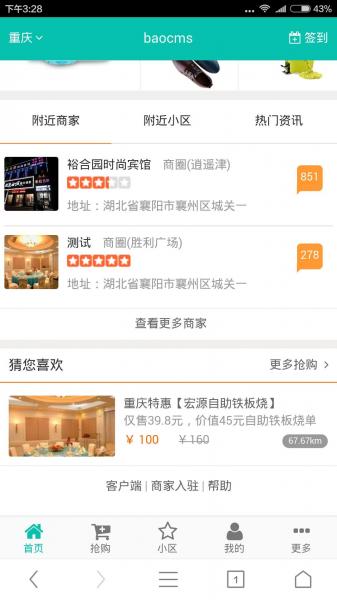 下午3:28 ... 43%
重庆 baocms 签到
附近商家 附近小区 热门资讯
裕合园时尚宾馆 商圈(逍遥津) 851
地址：湖北省襄阳市襄州区城关一
测试 商圈(胜利广场) 278
地址：湖北省襄阳市襄州区城关一
查看更多商家
猜您喜欢 更多抢购 >
重庆特惠【宏源自助铁板烧】
仅售39.8元，价值45元自助铁板烧单
¥ 100 ¥ 160 67.67km
客户端 | 商家入驻 | 帮助
首页 抢购 小区 我的 更多
1